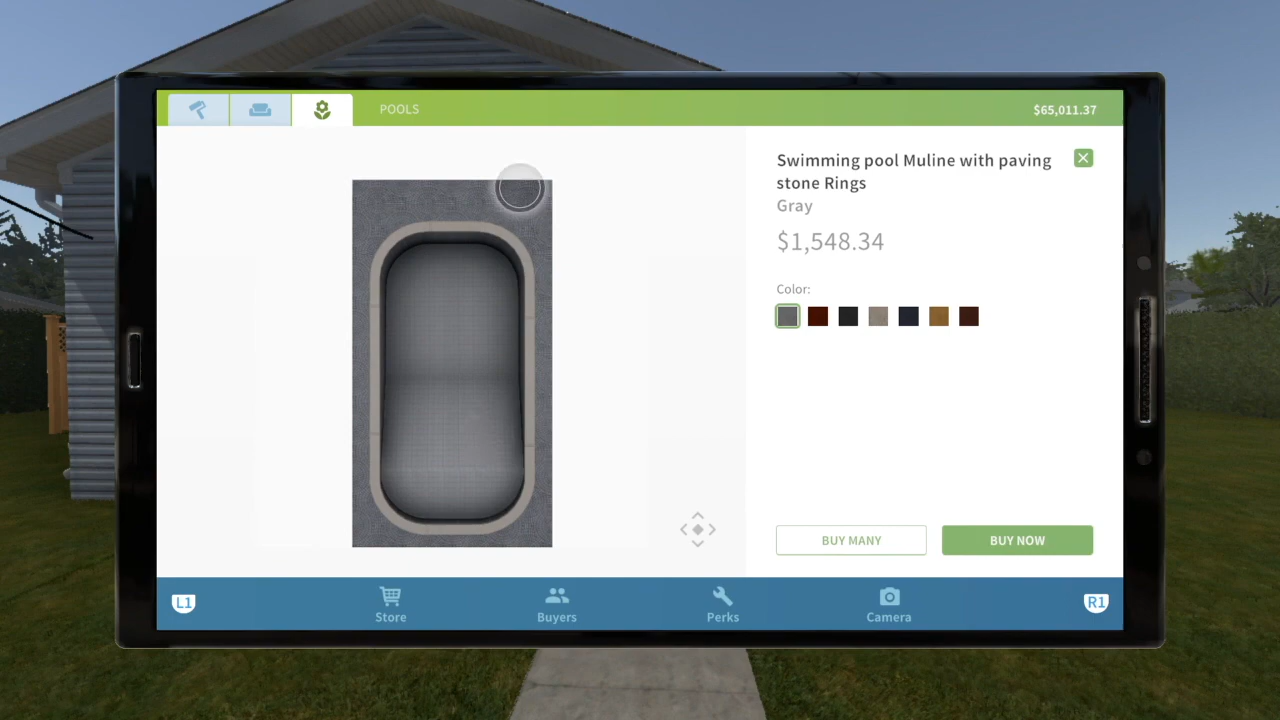 POOLS
$65,011.37
Swimming pool Muline with paving
stone Rings
Gray
$1,548.34
Color:
BUY MANY
BUY NOW
L1
Store
Buyers
Perks
Camera
R1